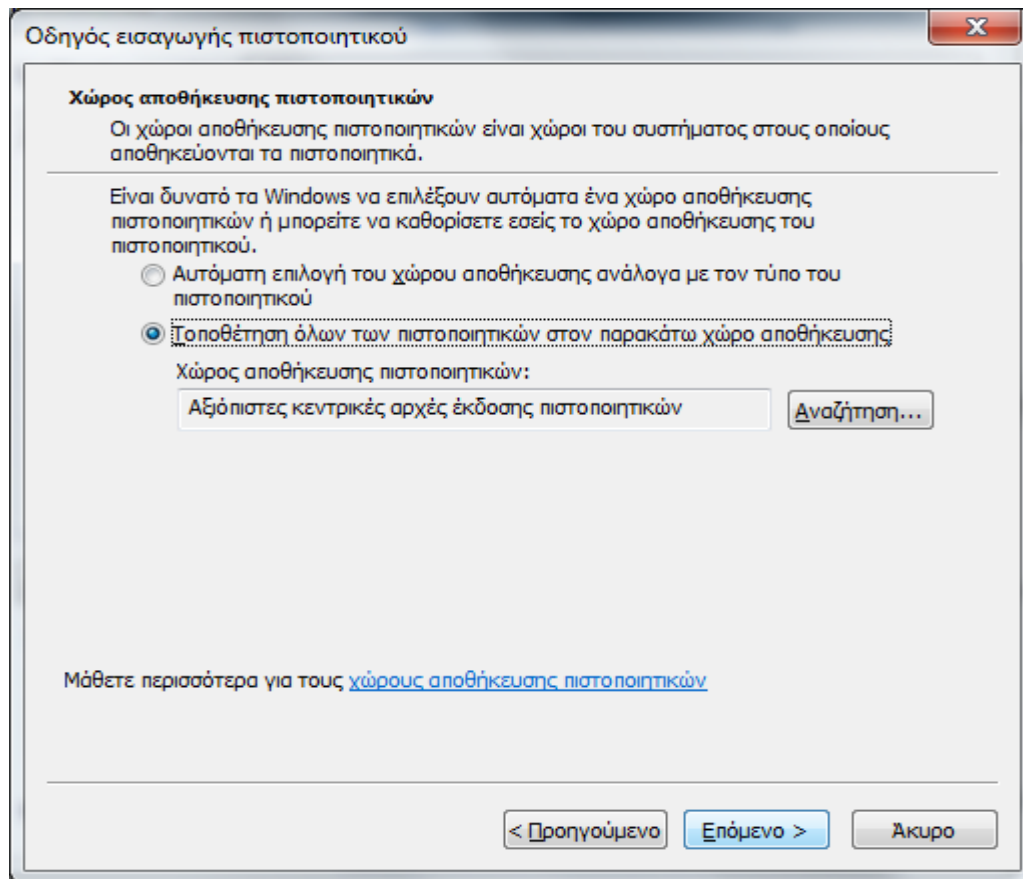 Οδηγός εισαγωγής πιστοποιητικού
Χώρος αποθήκευσης πιστοποιητικών
Οι χώροι αποθήκευσης πιστοποιητικών είναι χώροι του συστήματος στους οποίους
αποθηκεύονται τα πιστοποιητικά.
Είναι δυνατό τα Windows να επιλέξουν αυτόματα ένα χώρο αποθήκευσης
πιστοποιητικών ή μπορείτε να καθορίσετε εσείς το χώρο αποθήκευσης του
πιστοποιητικού.
Αυτόματη επιλογή του χώρου αποθήκευσης ανάλογα με τον τύπο του
πιστοποιητικού
Τοποθέτηση όλων των πιστοποιητικών στον παρακάτω χώρο αποθήκευσης
Χώρος αποθήκευσης πιστοποιητικών:
Αξιόπιστες κεντρικές αρχές έκδοσης πιστοποιητικών
Αναζήτηση...
Μάθετε περισσότερα για τους χώρους αποθήκευσης πιστοποιητικών
< Προηγούμενο
Επόμενο >
Άκυρο